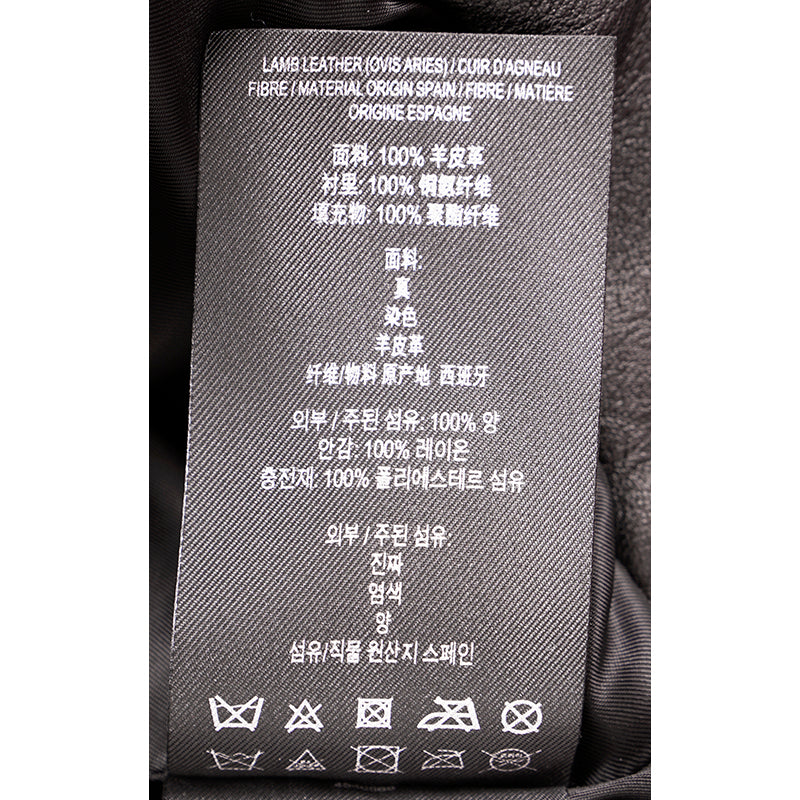 LAMB LEATHER (OVIS ARIES) / CUIR D'AGNEAU
FIBRE / MATERIAL ORIGIN SPAIN / FIBRE / MATIÈRE
ORIGINE ESPAGNE
面料: 100% 羊皮革
衬里: 100% 铜氨纤维
填充物: 100% 聚酯纤维
面料:
真
染色
羊皮革
纤维/物料 原产地 西班牙
외부 / 주된 섬유: 100% 양
안감: 100% 레이온
충전재: 100% 폴리에스테르 섬유
외부 / 주된 섬유:
진짜
염색
양
섬유/직물 원산지 스페인